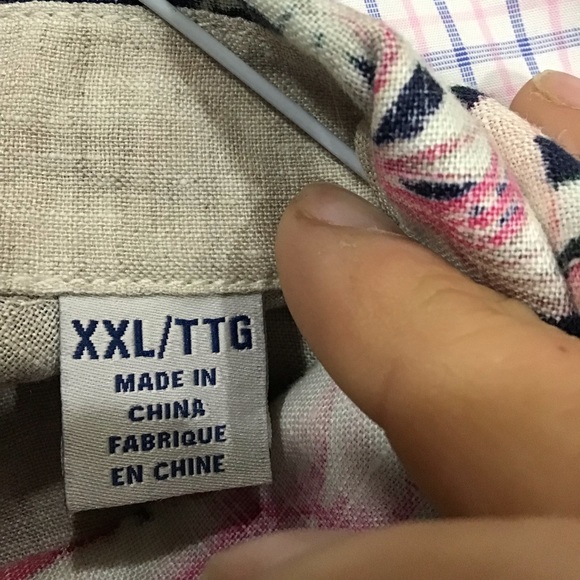 XXL/TTG
MADE IN
CHINA
FABRIQUE
EN CHINE